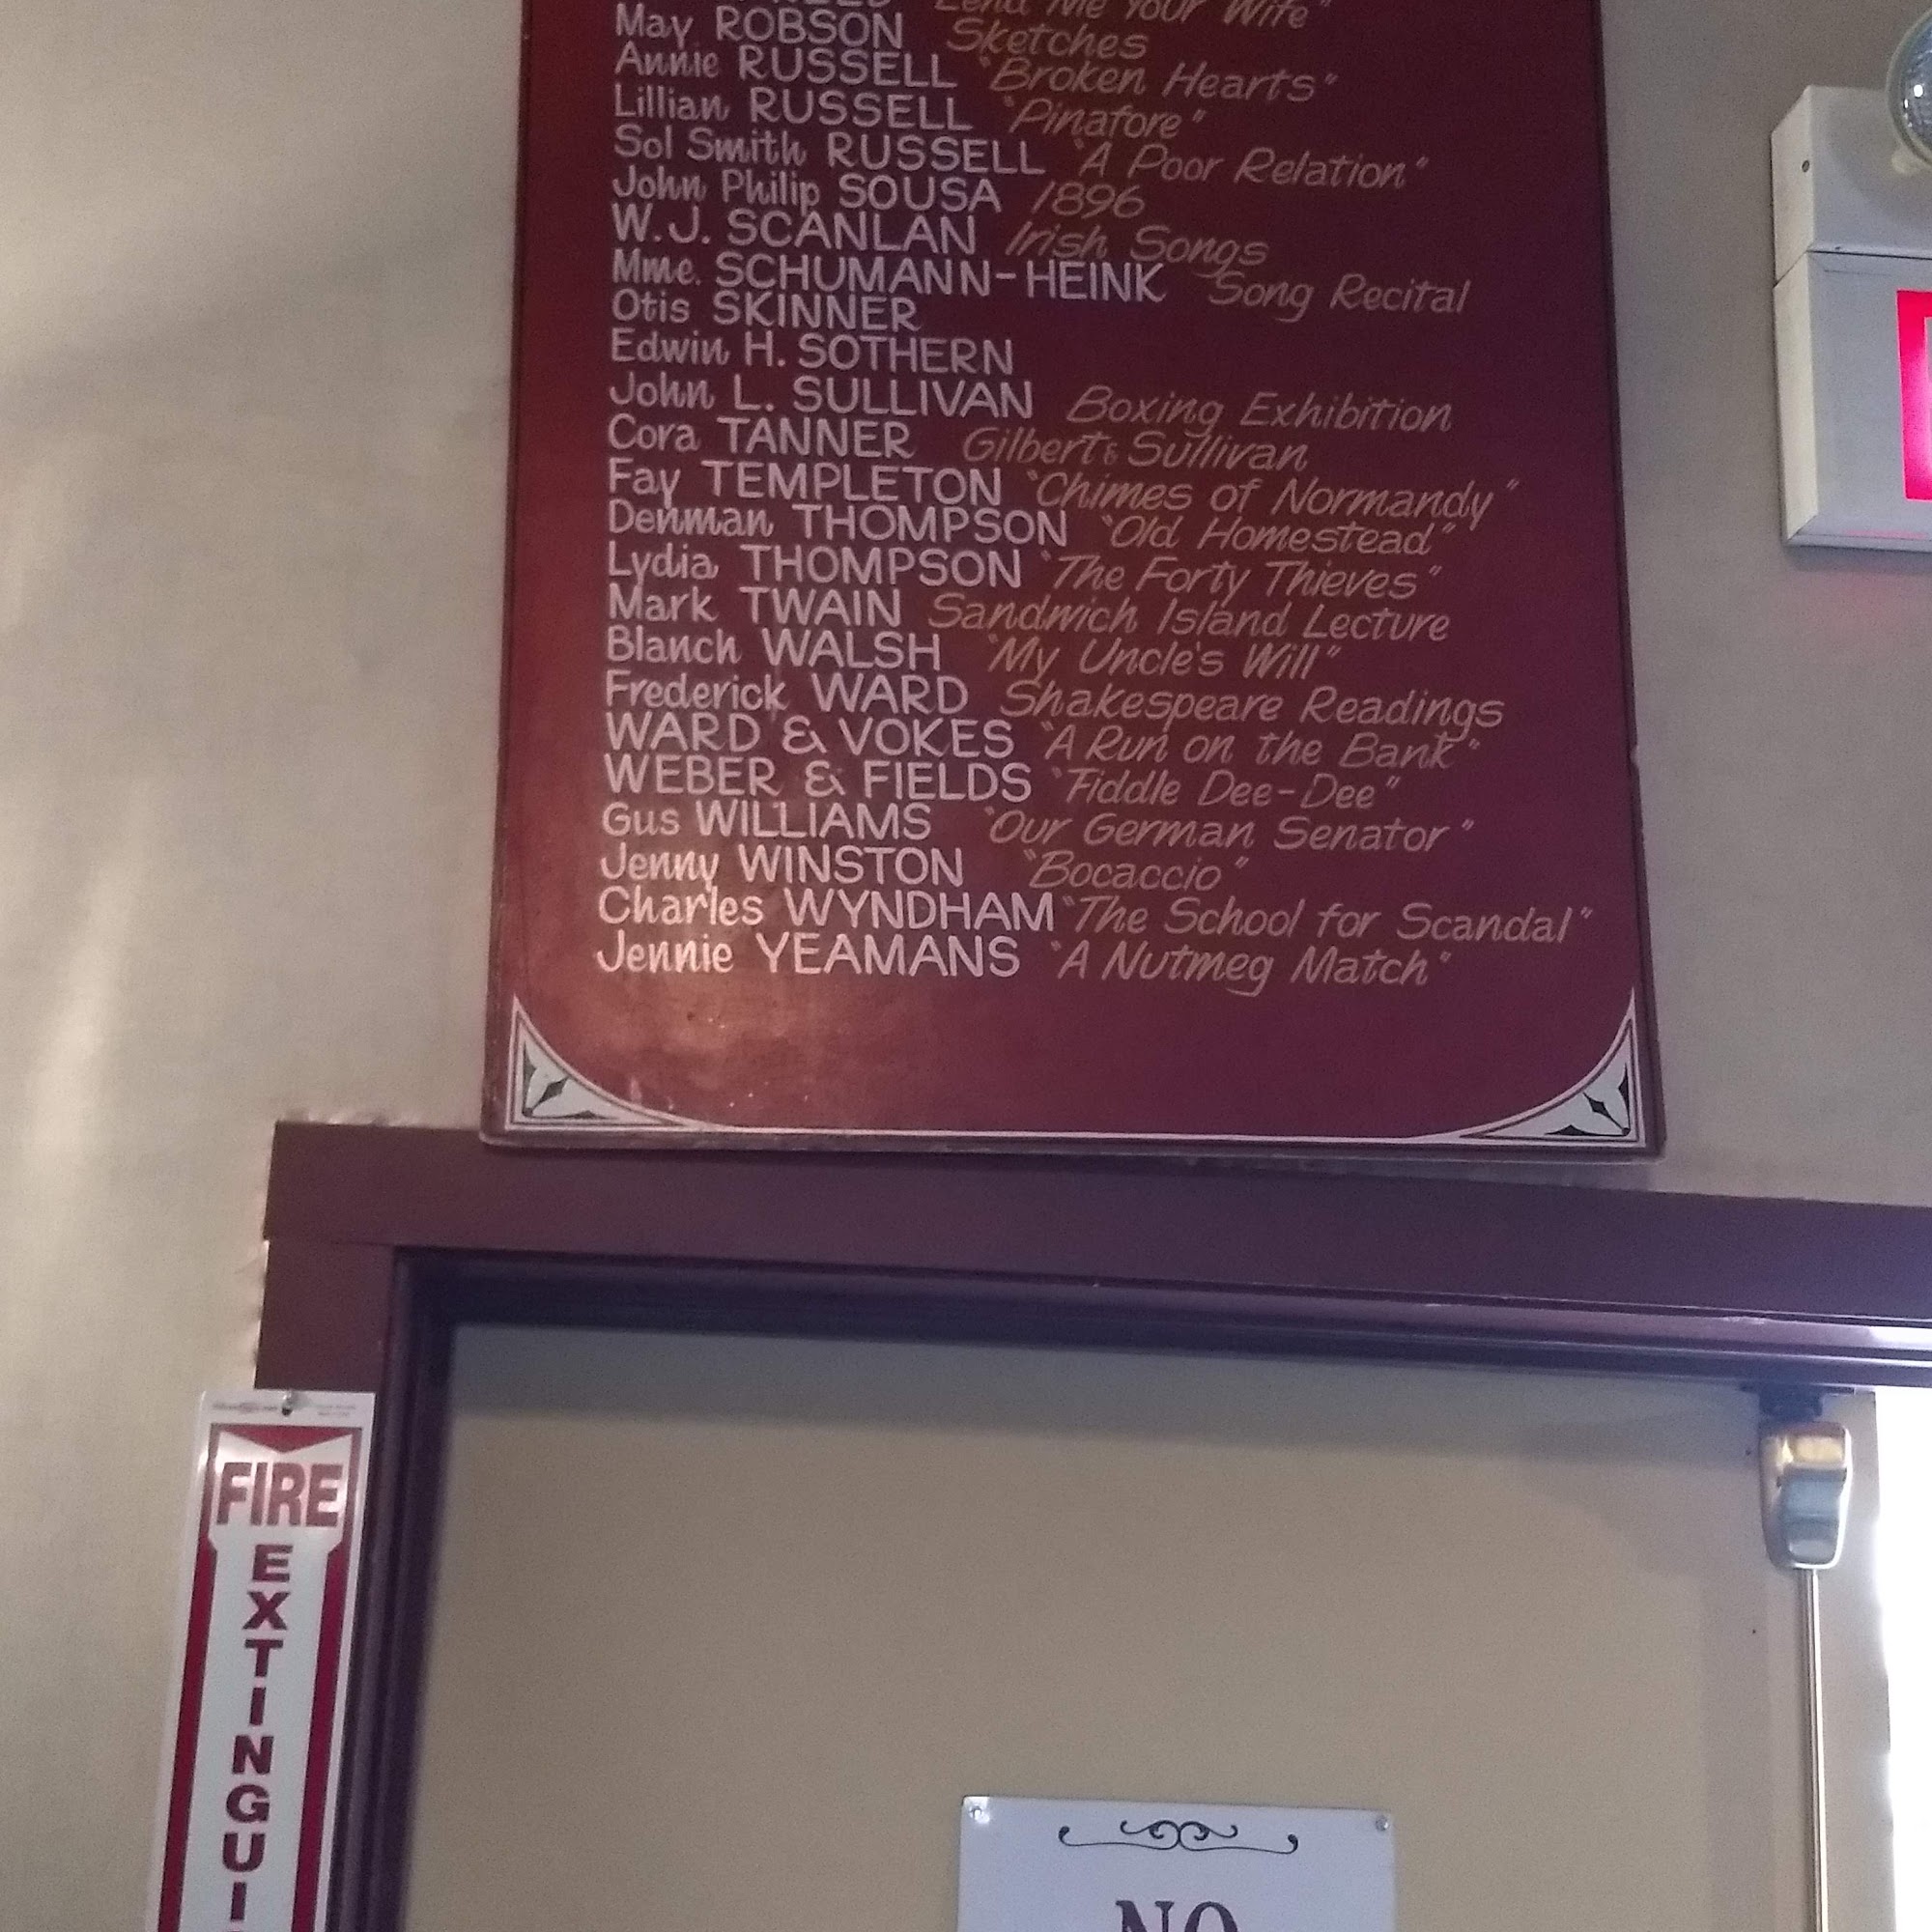 Lend Me Your Wife"
May ROBSON Sketches
Annie RUSSELL "Broken Hearts"
Lillian RUSSELL "Pinafore"
Sol Smith RUSSELL "A Poor Relation"
John Philip SOUSA 1896
W.J. SCANLAN Irish Songs
Mme. SCHUMANN-HEINK Song Recital
Otis SKINNER
Edwin H. SOTHERN
John L. SULLIVAN Boxing Exhibition
Cora TANNER Gilbert & Sullivan
Fay TEMPLETON "Chimes of Normandy"
Denman THOMPSON "Old Homestead"
Lydia THOMPSON "The Forty Thieves"
Mark TWAIN Sandwich Island Lecture
Blanch WALSH "My Uncle's Will"
Frederick WARD Shakespeare Readings
WARD & VOKES "A Run on the Bank"
WEBER & FIELDS "Fiddle Dee-Dee"
Gus WILLIAMS "Our German Senator"
Jenny WINSTON "Bocaccio"
Charles WYNDHAM "The School for Scandal"
Jennie YEAMANS "A Nutmeg Match"
FIRE
EXTINGUI
NO